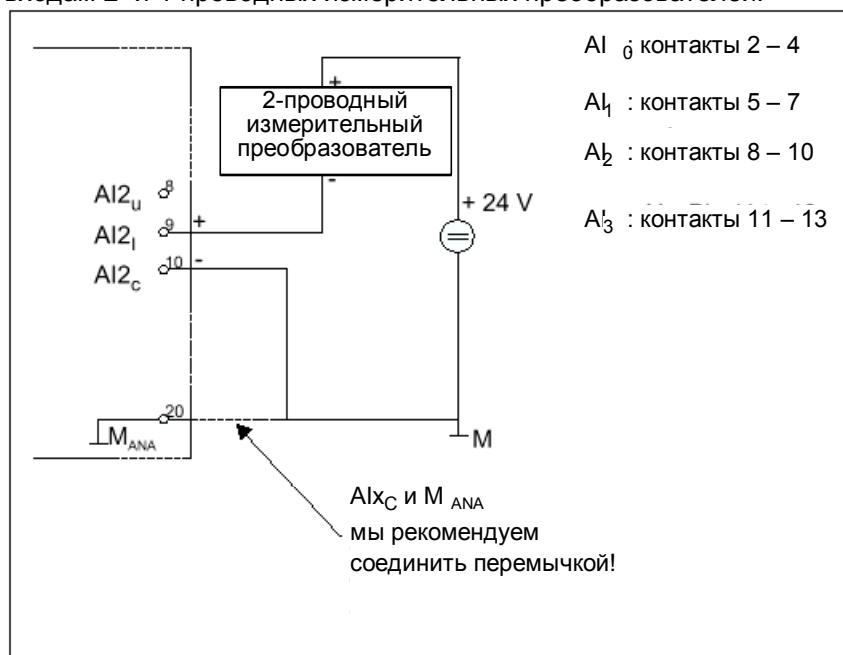 2-проводный
измерительный
преобразователь
+
-
AI2u
8
AI2I
9
+
AI2c
10
-
+ 24 V
20
MANA
M
AI0 : контакты 2 – 4
AI1 : контакты 5 – 7
AI2 : контакты 8 – 10
AI3 : контакты 11 – 13
AIxC и M ANA
мы рекомендуем
соединить перемычкой!